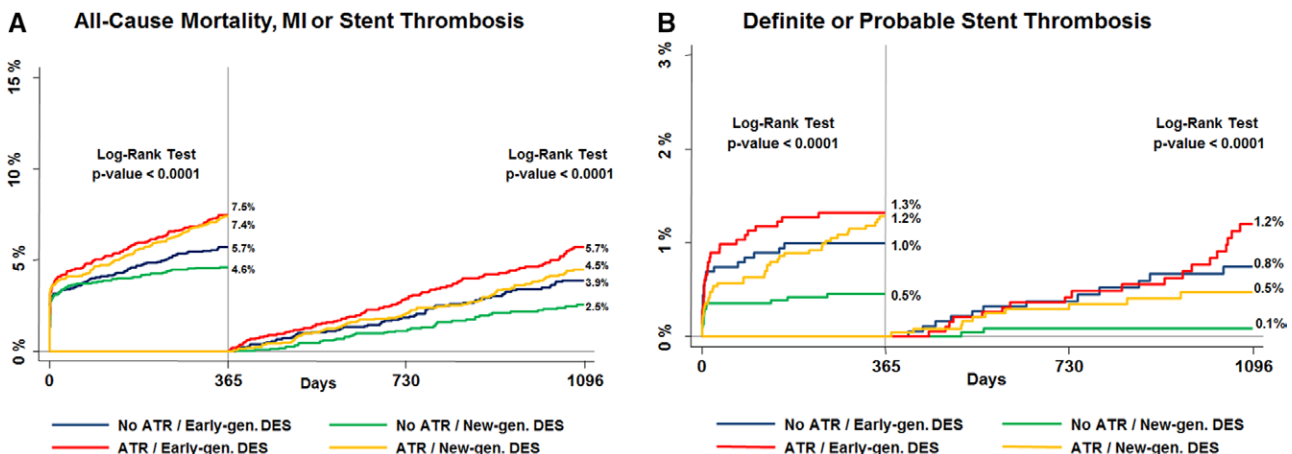 A
All-Cause Mortality, MI or Stent Thrombosis
15 %
10 %
5 %
0 %
Log-Rank Test
p-value < 0.0001
Log-Rank Test
p-value < 0.0001
7.5%
7.4%
5.7%
4.6%
5.7%
4.5%
3.9%
2.5%
0
365
730
1096
Days
No ATR / Early-gen. DES
No ATR / New-gen. DES
ATR / Early-gen. DES
ATR / New-gen. DES
B
Definite or Probable Stent Thrombosis
3 %
2 %
1 %
0 %
Log-Rank Test
p-value < 0.0001
Log-Rank Test
p-value < 0.0001
1.3%
1.2%
1.0%
0.5%
1.2%
0.8%
0.5%
0.1%
0
365
730
1096
Days
No ATR / Early-gen. DES
No ATR / New-gen. DES
ATR / Early-gen. DES
ATR / New-gen. DES